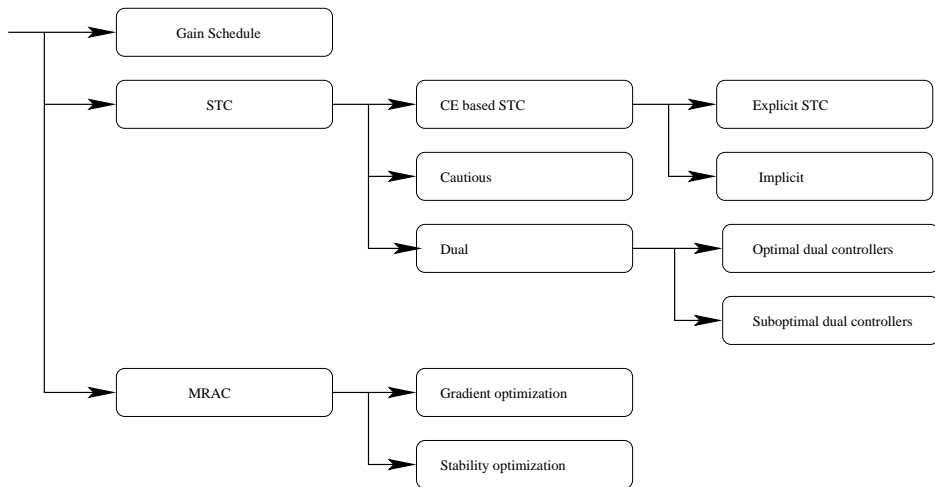 Gain Schedule
STC
CE based STC
Explicit STC
Cautious
Implicit
Dual
Optimal dual controllers
Suboptimal dual controllers
MRAC
Gradient optimization
Stability optimization